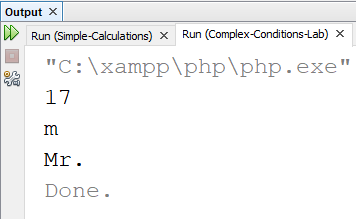 Output ×
Run (Simple-Calculations) × Run (Complex-Conditions-Lab) ×
"C:\xampp\php\php.exe"
17
m
Mr.
Done.